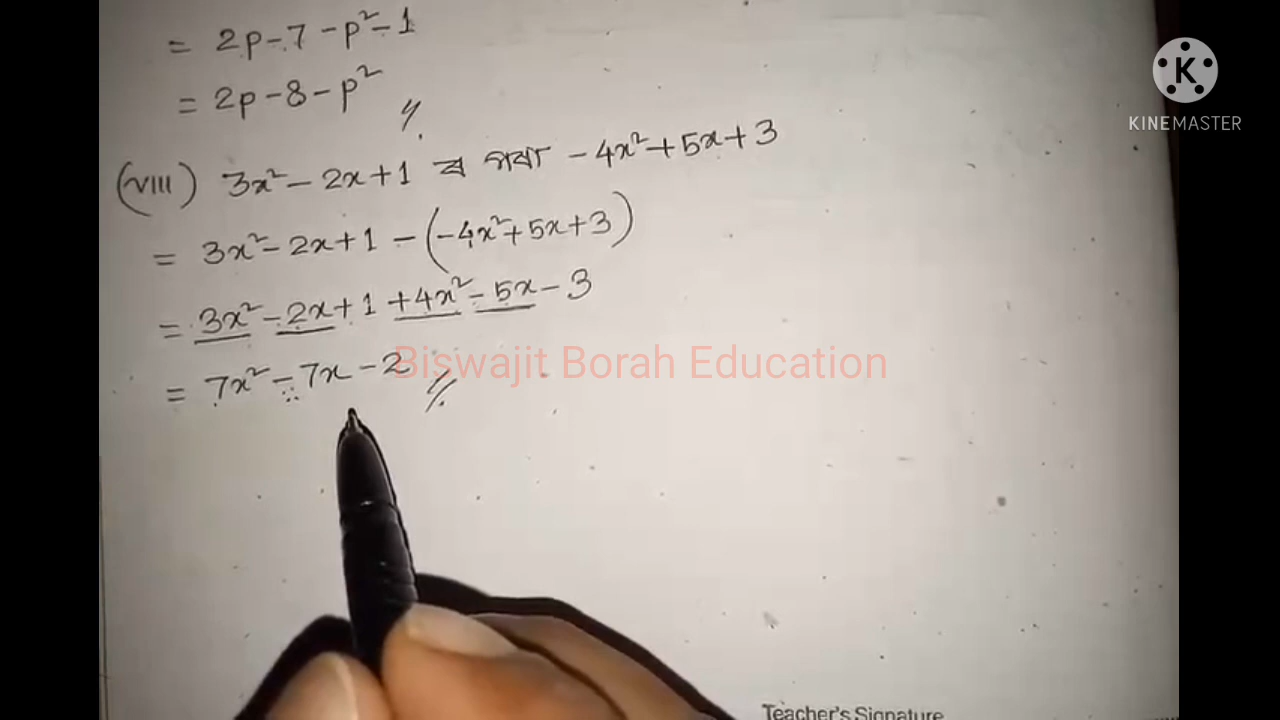 = 2p-7-p²-1
= 2p-8-p²
KINEMASTER
(VIII) 3x²-2x+1 ৰ পৰা -4x²+5x+3
= 3x²-2x+1-(-4x²+5x+3)
= 3x²-2x+1+4x²-5x-3
= 7x²-7x-2
Biswajit Borah Education
Teacher's Signature